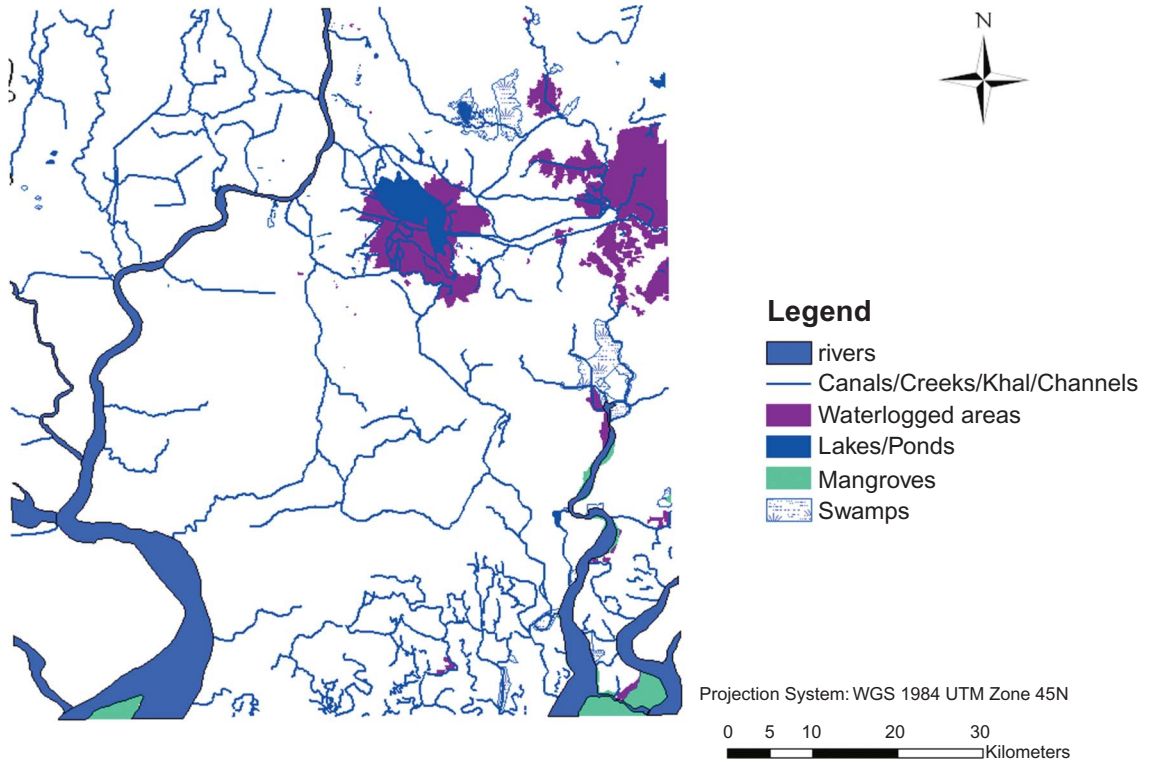 N
Legend
rivers
Canals/Creeks/Khal/Channels
Waterlogged areas
Lakes/Ponds
Mangroves
Swamps
Projection System: WGS 1984 UTM Zone 45N
0 5 10 20 30
Kilometers